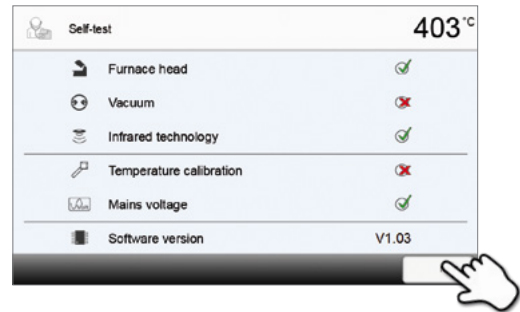 Self-test 403°C
Furnace head
Vacuum
Infrared technology
Temperature calibration
Mains voltage
Software version V1.03